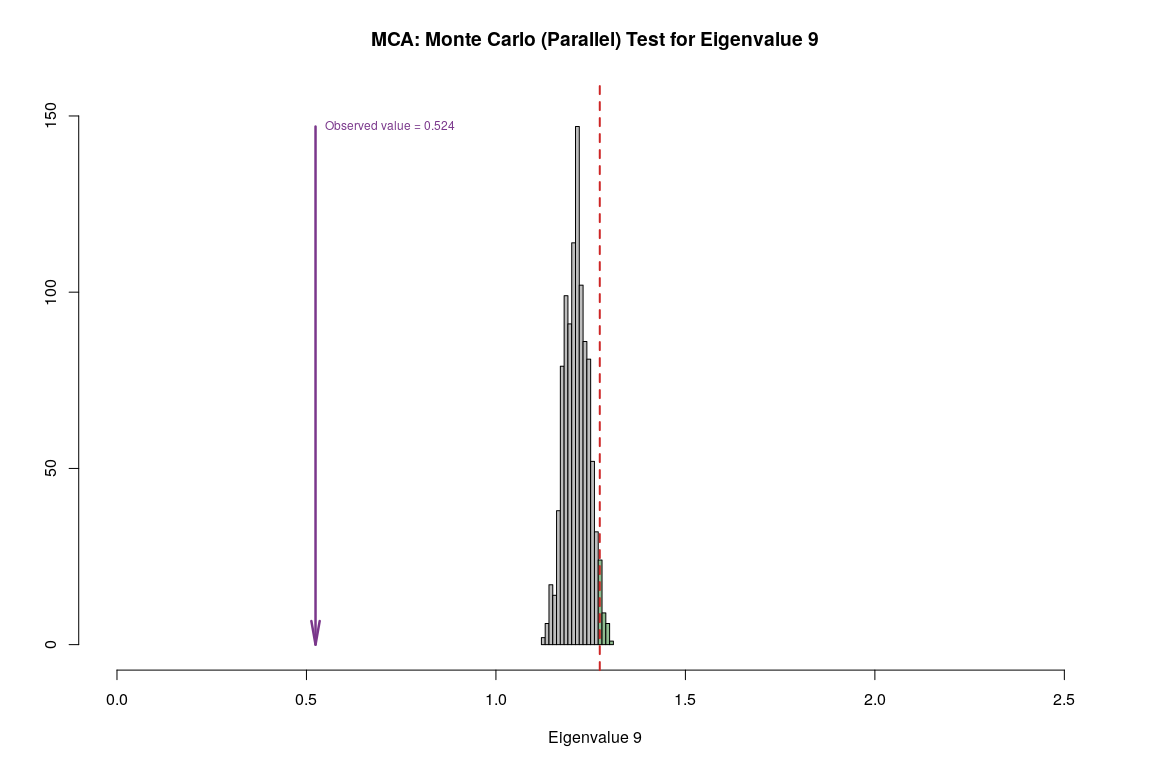 MCA: Monte Carlo (Parallel) Test for Eigenvalue 9
150
Observed value = 0.524
100
50
0
0.0 0.5 1.0 1.5 2.0 2.5
Eigenvalue 9